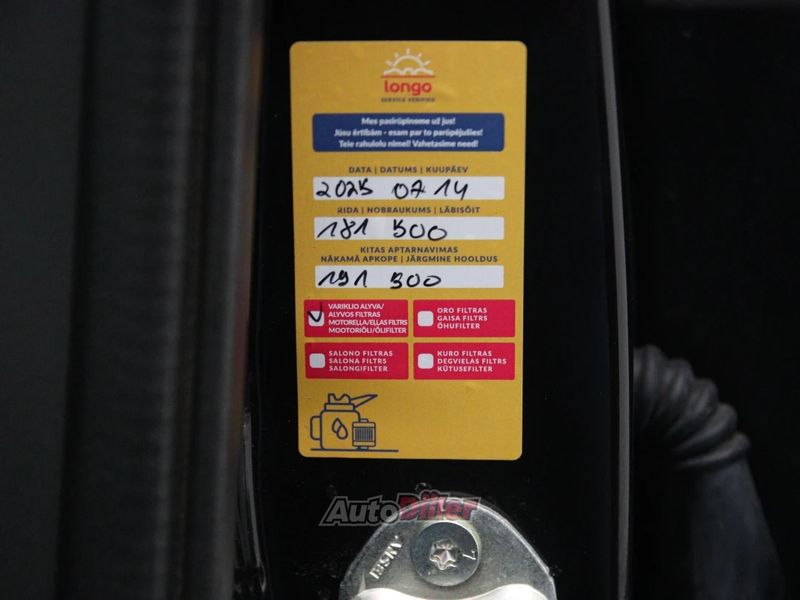 longo
SERVICE VERIFIED
Mes pasirūpinome už jus!
Jūsu ērtībām - esam par to parūpējušies!
Teie rahulolu nimel! Vahetasime need!
DATA | DATUMS | KUUPÄEV
2025 07 14
RIDA | NOBRAUKUMS | LÄBISÕIT
181 500
KITAS APTARNAVIMAS
NĀKAMĀ APKOPE | JÄRGMINE HOOLDUS
191 500
VARIKLIO ALYVA/
ALYVOS FILTRAS
MOTOREĻĻA/EĻĻAS FILTRS
MOOTORIÕLI/ÕLIFILTER
ORO FILTRAS
GAISA FILTRS
ÕHUFILTER
SALONO FILTRAS
SALONA FILTRS
SALONGIFILTER
KURO FILTRAS
DEGVIELAS FILTRS
KÜTUSEFILTER
AutoDiler
7